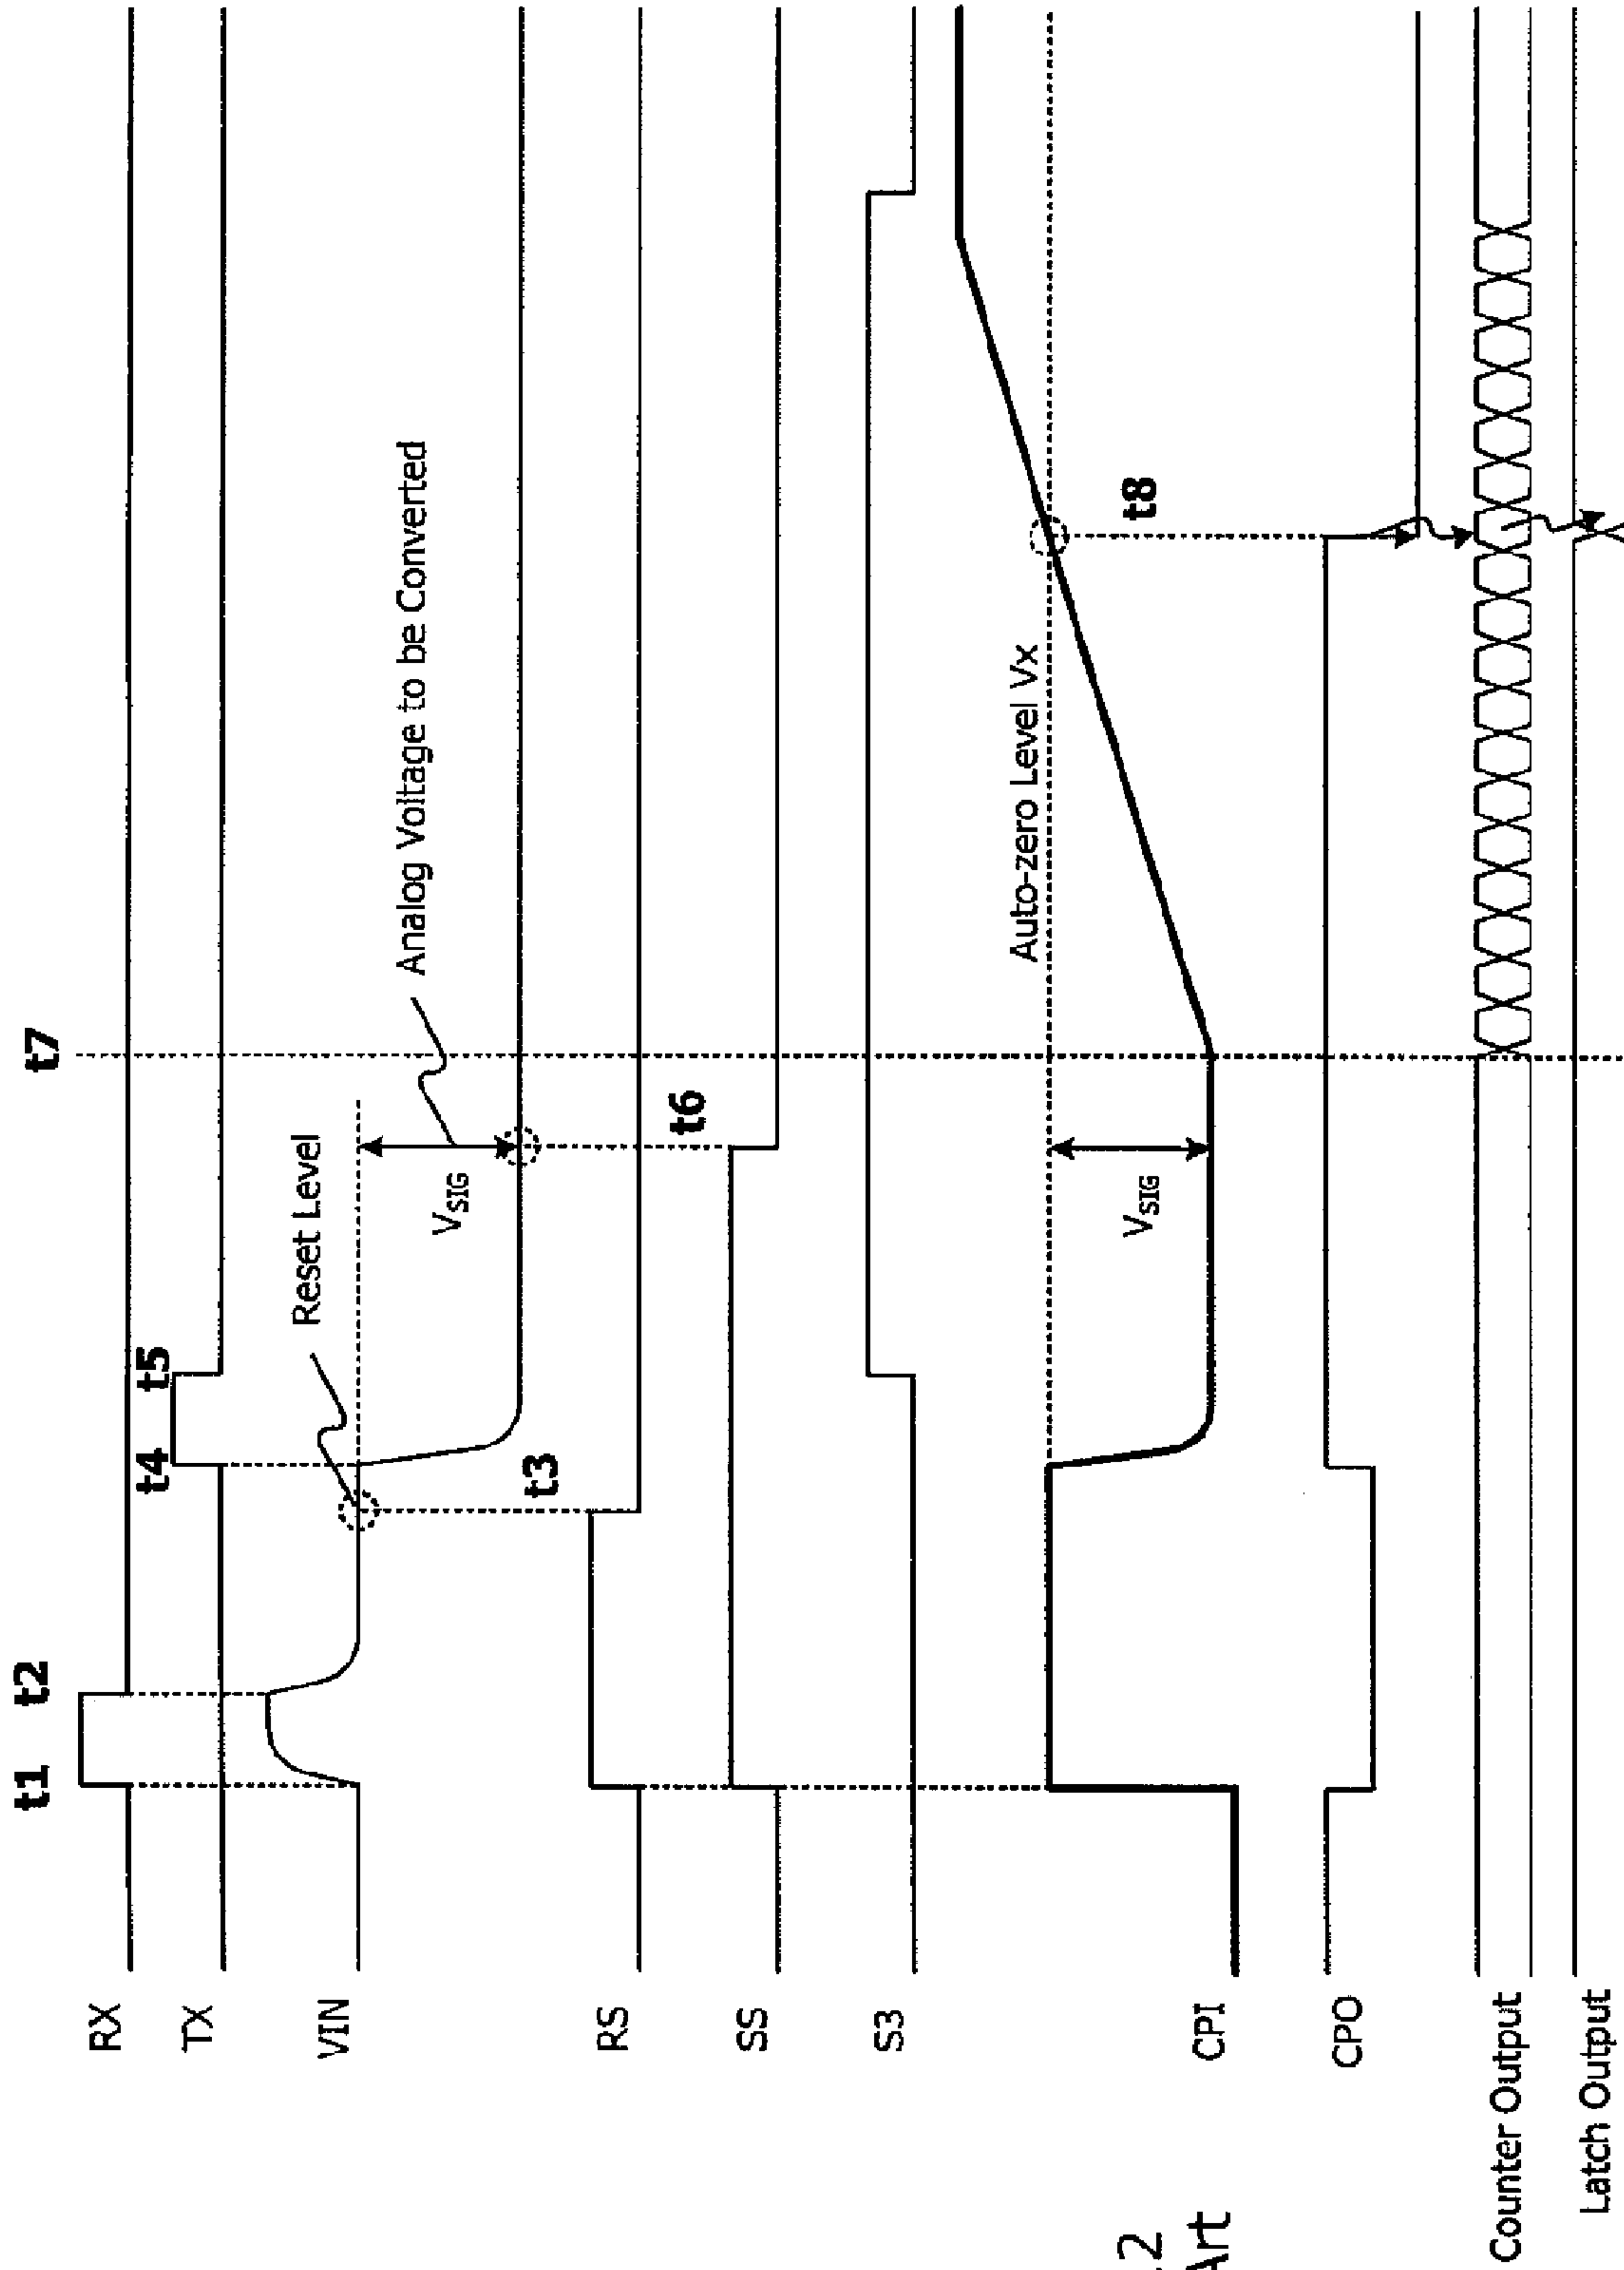 t1
t2
t4
t5
t7
RX
TX
VIN
Reset Level
VSIG
Analog Voltage to be Converted
t3
RS
t6
SS
S3
Auto-zero Level Vx
VSIG
t8
CPI
CPO
Counter Output
Latch Output
2
Art